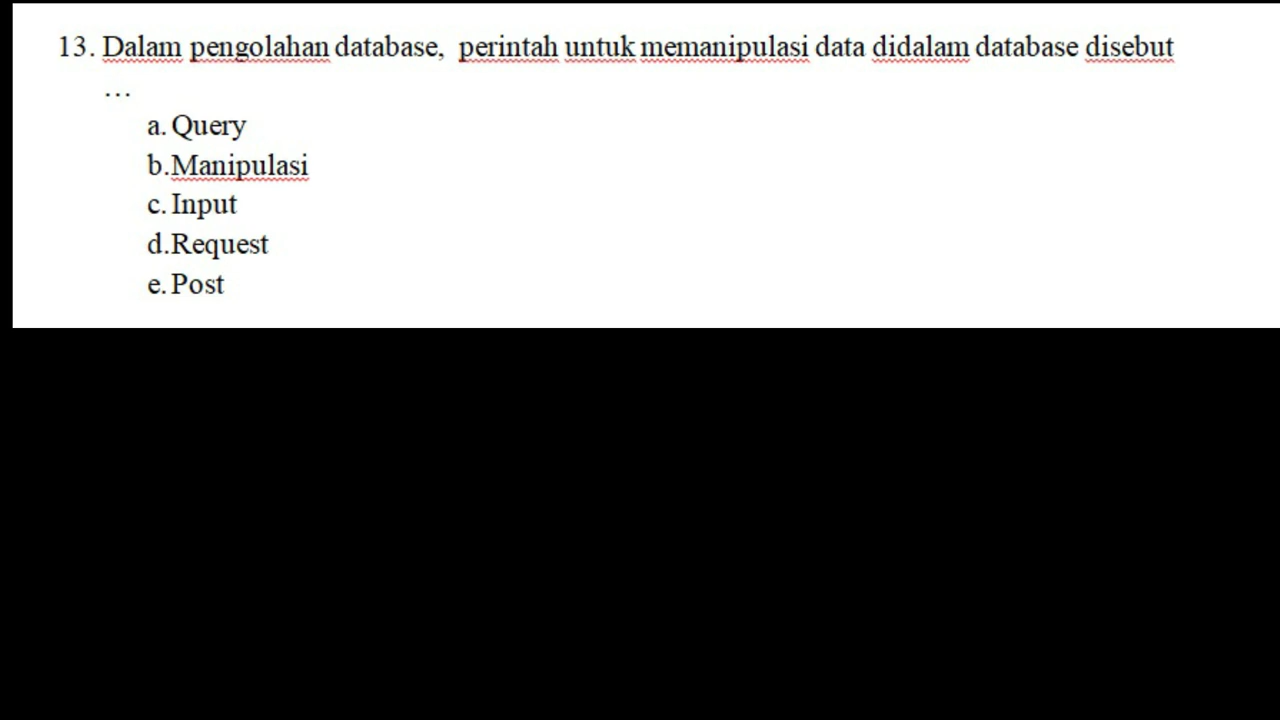 13. Dalam pengolahan database, perintah untuk memanipulasi data didalam database disebut
...
a. Query
b.Manipulasi
c. Input
d.Request
e. Post